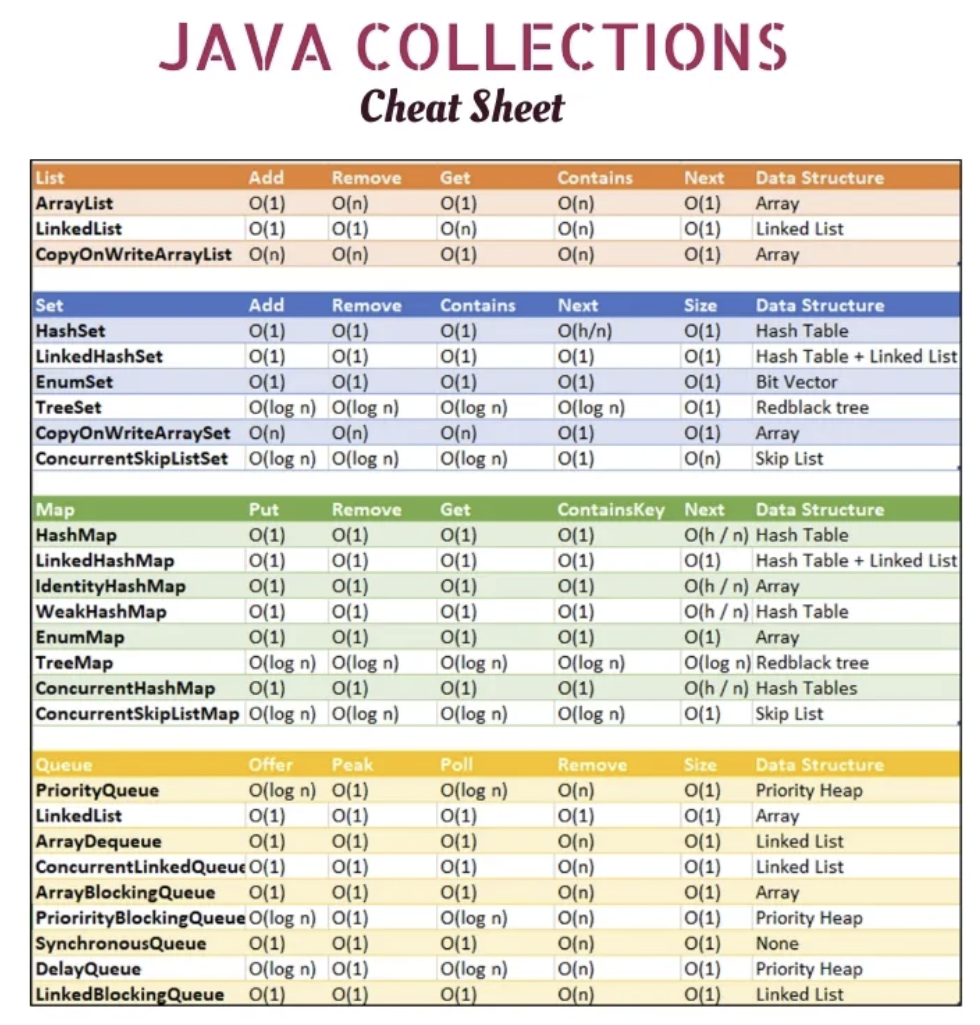 JAVA COLLECTIONS
Cheat Sheet
List Add Remove Get Contains Next Data Structure
ArrayList O(1) O(n) O(1) O(n) O(1) Array
LinkedList O(1) O(1) O(n) O(n) O(1) Linked List
CopyOnWriteArrayList O(n) O(n) O(1) O(n) O(1) Array
Set Add Remove Contains Next Size Data Structure
HashSet O(1) O(1) O(1) O(h/n) O(1) Hash Table
LinkedHashSet O(1) O(1) O(1) O(1) O(1) Hash Table + Linked List
EnumSet O(1) O(1) O(1) O(1) O(1) Bit Vector
TreeSet O(log n) O(log n) O(log n) O(log n) O(1) Redblack tree
CopyOnWriteArraySet O(n) O(n) O(n) O(1) O(1) Array
ConcurrentSkipListSet O(log n) O(log n) O(log n) O(1) O(n) Skip List
Map Put Remove Get ContainsKey Next Data Structure
HashMap O(1) O(1) O(1) O(1) O(h / n) Hash Table
LinkedHashMap O(1) O(1) O(1) O(1) O(1) Hash Table + Linked List
IdentityHashMap O(1) O(1) O(1) O(1) O(h / n) Array
WeakHashMap O(1) O(1) O(1) O(1) O(h / n) Hash Table
EnumMap O(1) O(1) O(1) O(1) O(1) Array
TreeMap O(log n) O(log n) O(log n) O(log n) O(log n) Redblack tree
ConcurrentHashMap O(1) O(1) O(1) O(1) O(h / n) Hash Tables
ConcurrentSkipListMap O(log n) O(log n) O(log n) O(log n) O(1) Skip List
Queue Offer Peak Poll Remove Size Data Structure
PriorityQueue O(log n) O(1) O(log n) O(n) O(1) Priority Heap
LinkedList O(1) O(1) O(1) O(1) O(1) Array
ArrayDequeue O(1) O(1) O(1) O(n) O(1) Linked List
ConcurrentLinkedQueue O(1) O(1) O(1) O(n) O(1) Linked List
ArrayBlockingQueue O(1) O(1) O(1) O(n) O(1) Array
PriorirityBlockingQueue O(log n) O(1) O(log n) O(n) O(1) Priority Heap
SynchronousQueue O(1) O(1) O(1) O(n) O(1) None
DelayQueue O(log n) O(1) O(log n) O(n) O(1) Priority Heap
LinkedBlockingQueue O(1) O(1) O(1) O(n) O(1) Linked List